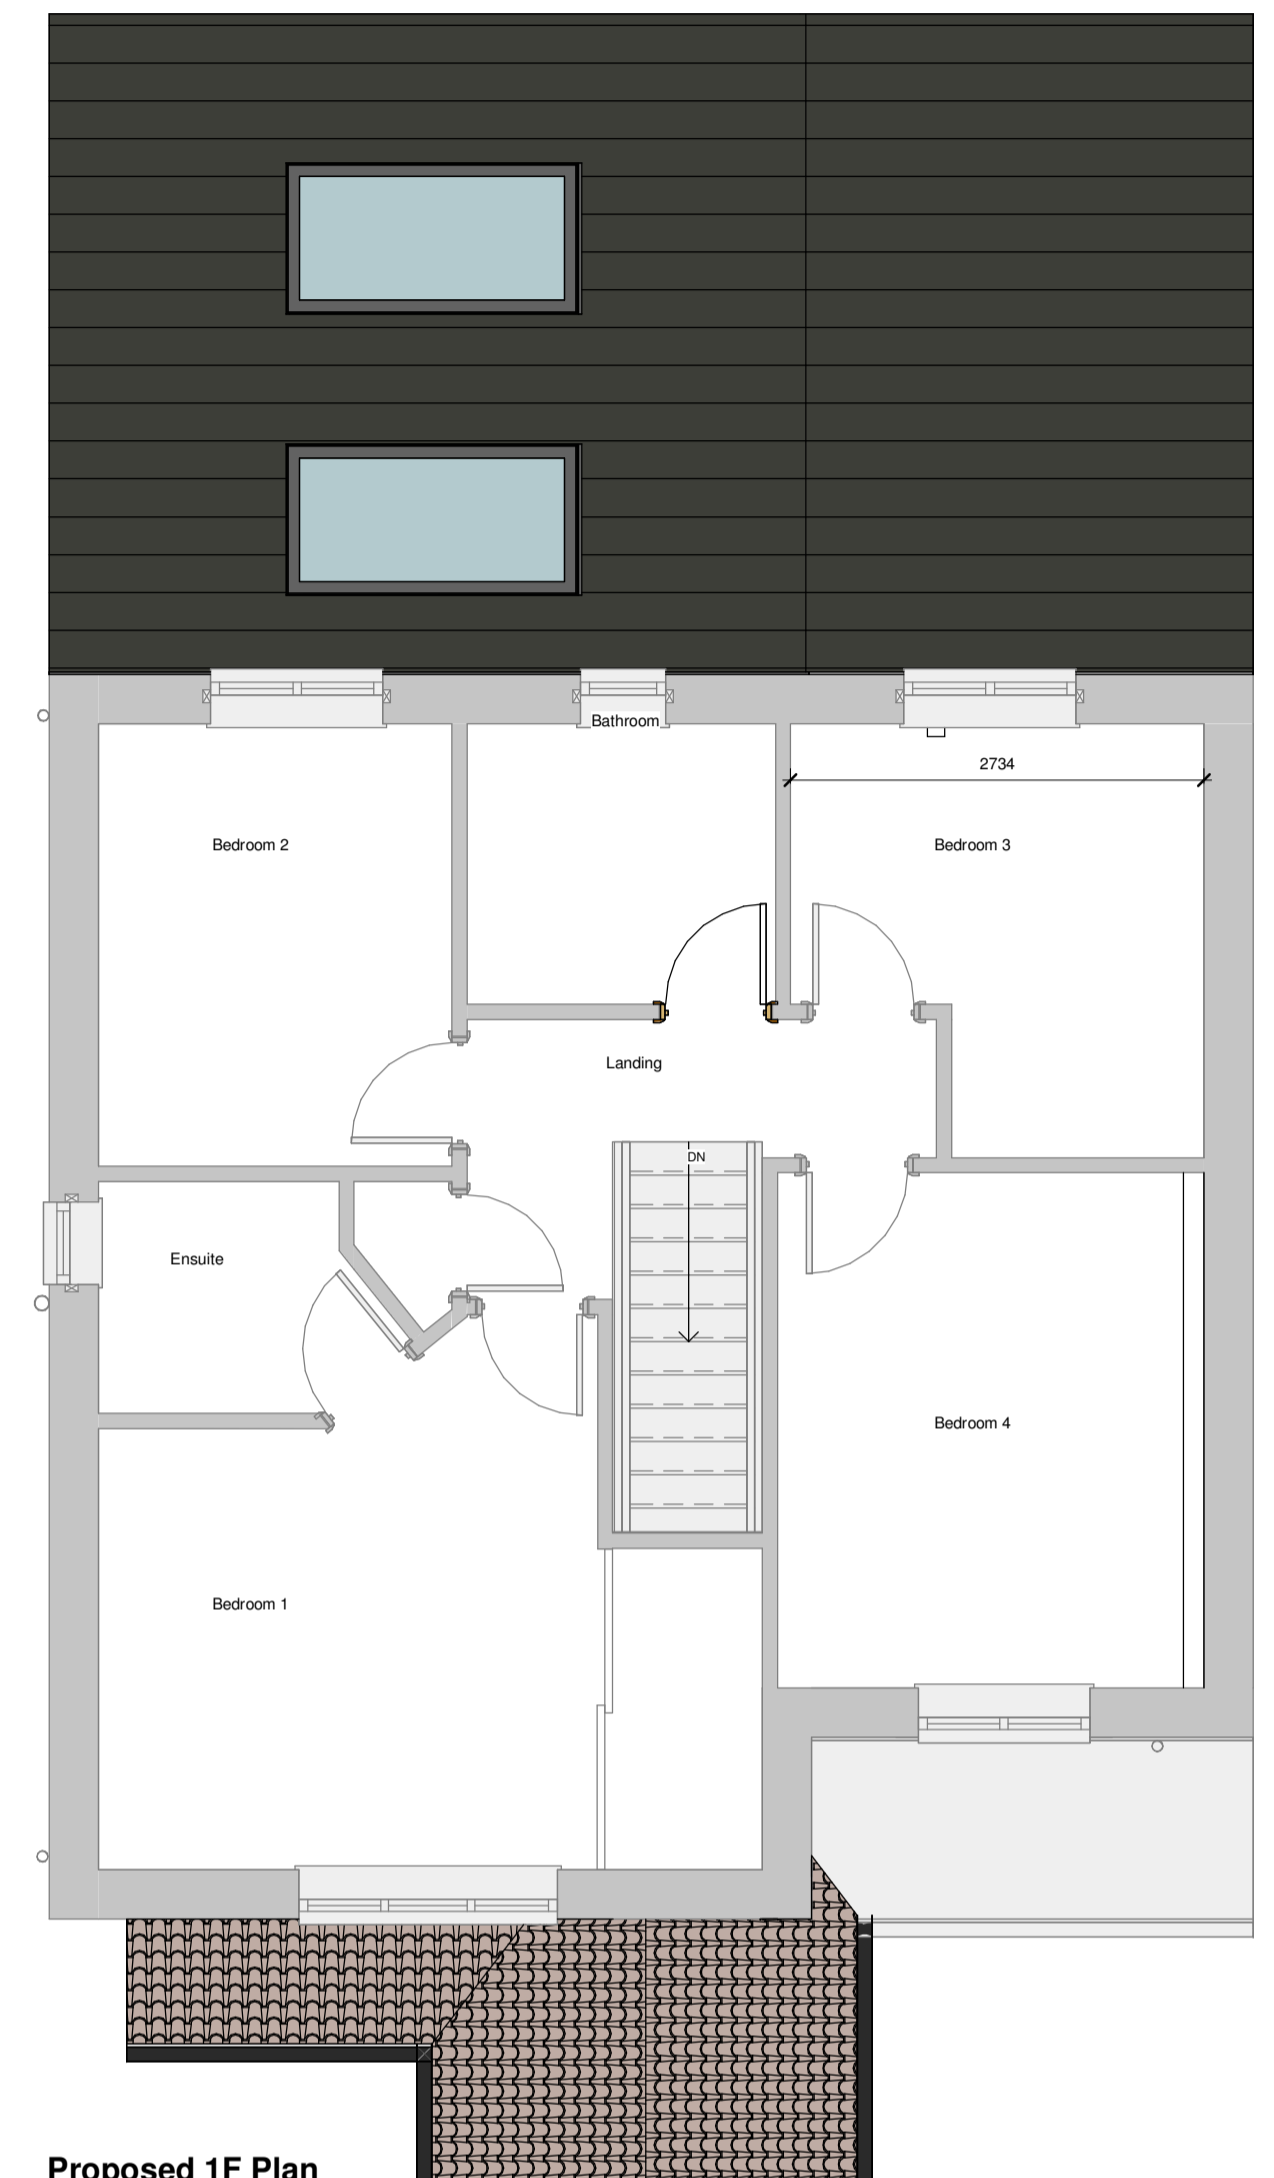 Bathroom
2734
Bedroom 2
Bedroom 3
Landing
DN
Ensuite
Bedroom 4
Bedroom 1
Proposed 1F Plan